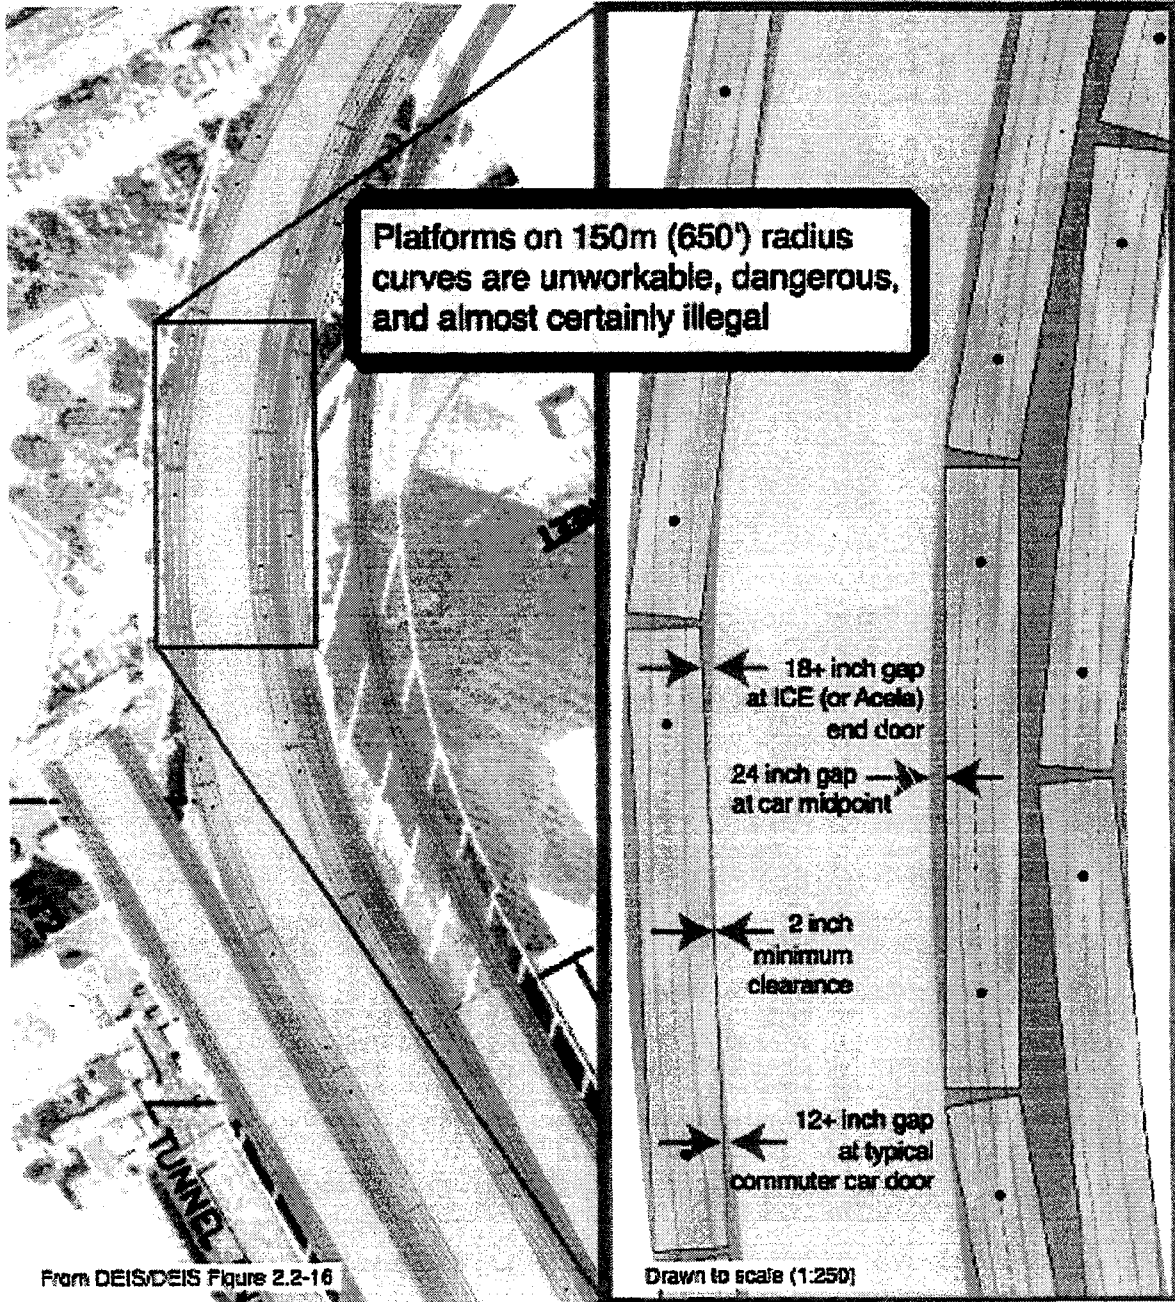 Platforms on 150m (650') radius
curves are unworkable, dangerous,
and almost certainly illegal
18+ inch gap
at ICE (or Acela)
end door
24 inch gap
at car midpoint
2 inch
minimum
clearance
12+ inch gap
at typical
commuter car door
TUNNEL
From DEIS/DEIS Figure 2.2-16
Drawn to scale (1:250)